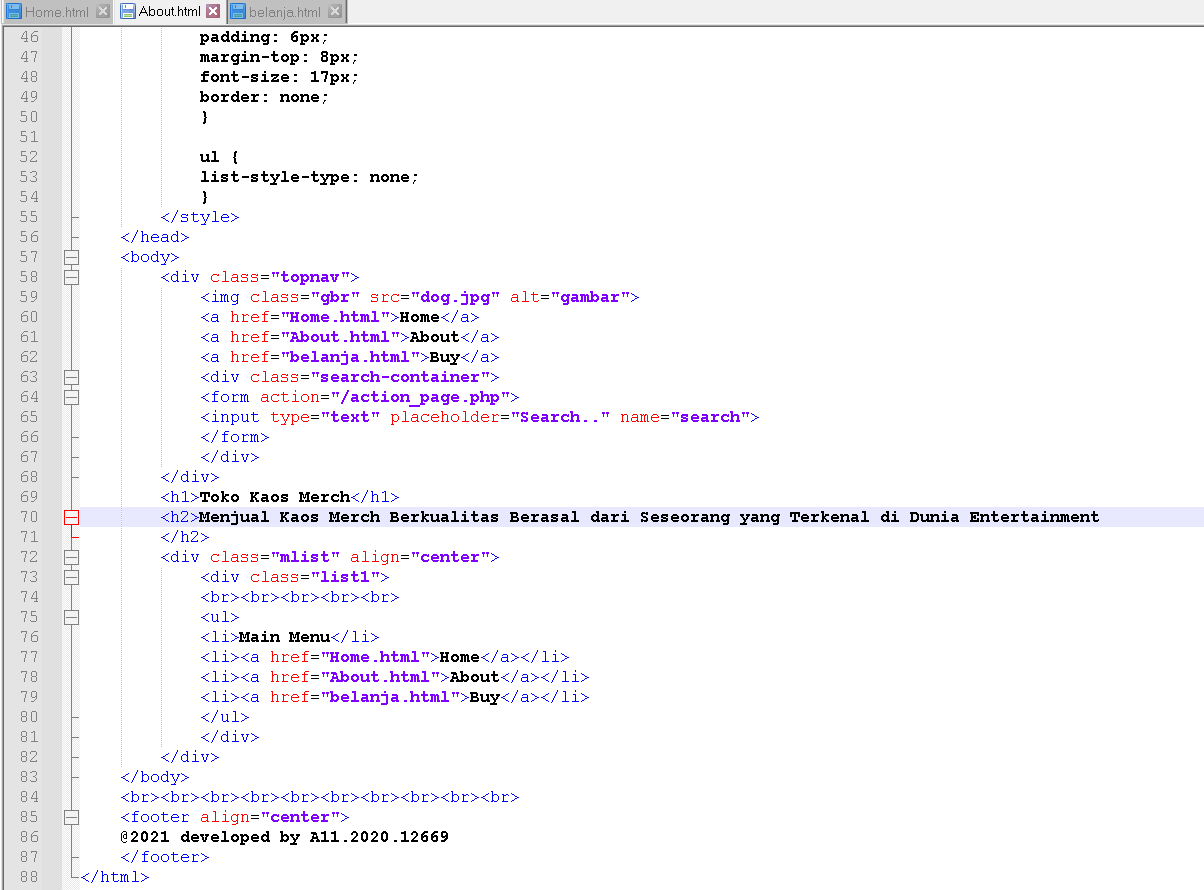 Home.html About.html belanja.html
46 padding: 6px;
47 margin-top: 8px;
48 font-size: 17px;
49 border: none;
50 }
51
52 ul {
53 list-style-type: none;
54 }
55 </style>
56 </head>
57 <body>
58 <div class="topnav">
59 <img class="gbr" src="dog.jpg" alt="gambar">
60 <a href="Home.html">Home</a>
61 <a href="About.html">About</a>
62 <a href="belanja.html">Buy</a>
63 <div class="search-container">
64 <form action="/action_page.php">
65 <input type="text" placeholder="Search.." name="search">
66 </form>
67 </div>
68 </div>
69 <h1>Toko Kaos Merch</h1>
70 <h2>Menjual Kaos Merch Berkualitas Berasal dari Seseorang yang Terkenal di Dunia Entertainment
71 </h2>
72 <div class="mlist" align="center">
73 <div class="list1">
74 <br><br><br><br><br>
75 <ul>
76 <li>Main Menu</li>
77 <li><a href="Home.html">Home</a></li>
78 <li><a href="About.html">About</a></li>
79 <li><a href="belanja.html">Buy</a></li>
80 </ul>
81 </div>
82 </div>
83 </body>
84 <br><br><br><br><br><br><br><br><br><br>
85 <footer align="center">
86 @2021 developed by A11.2020.12669
87 </footer>
88 </html>